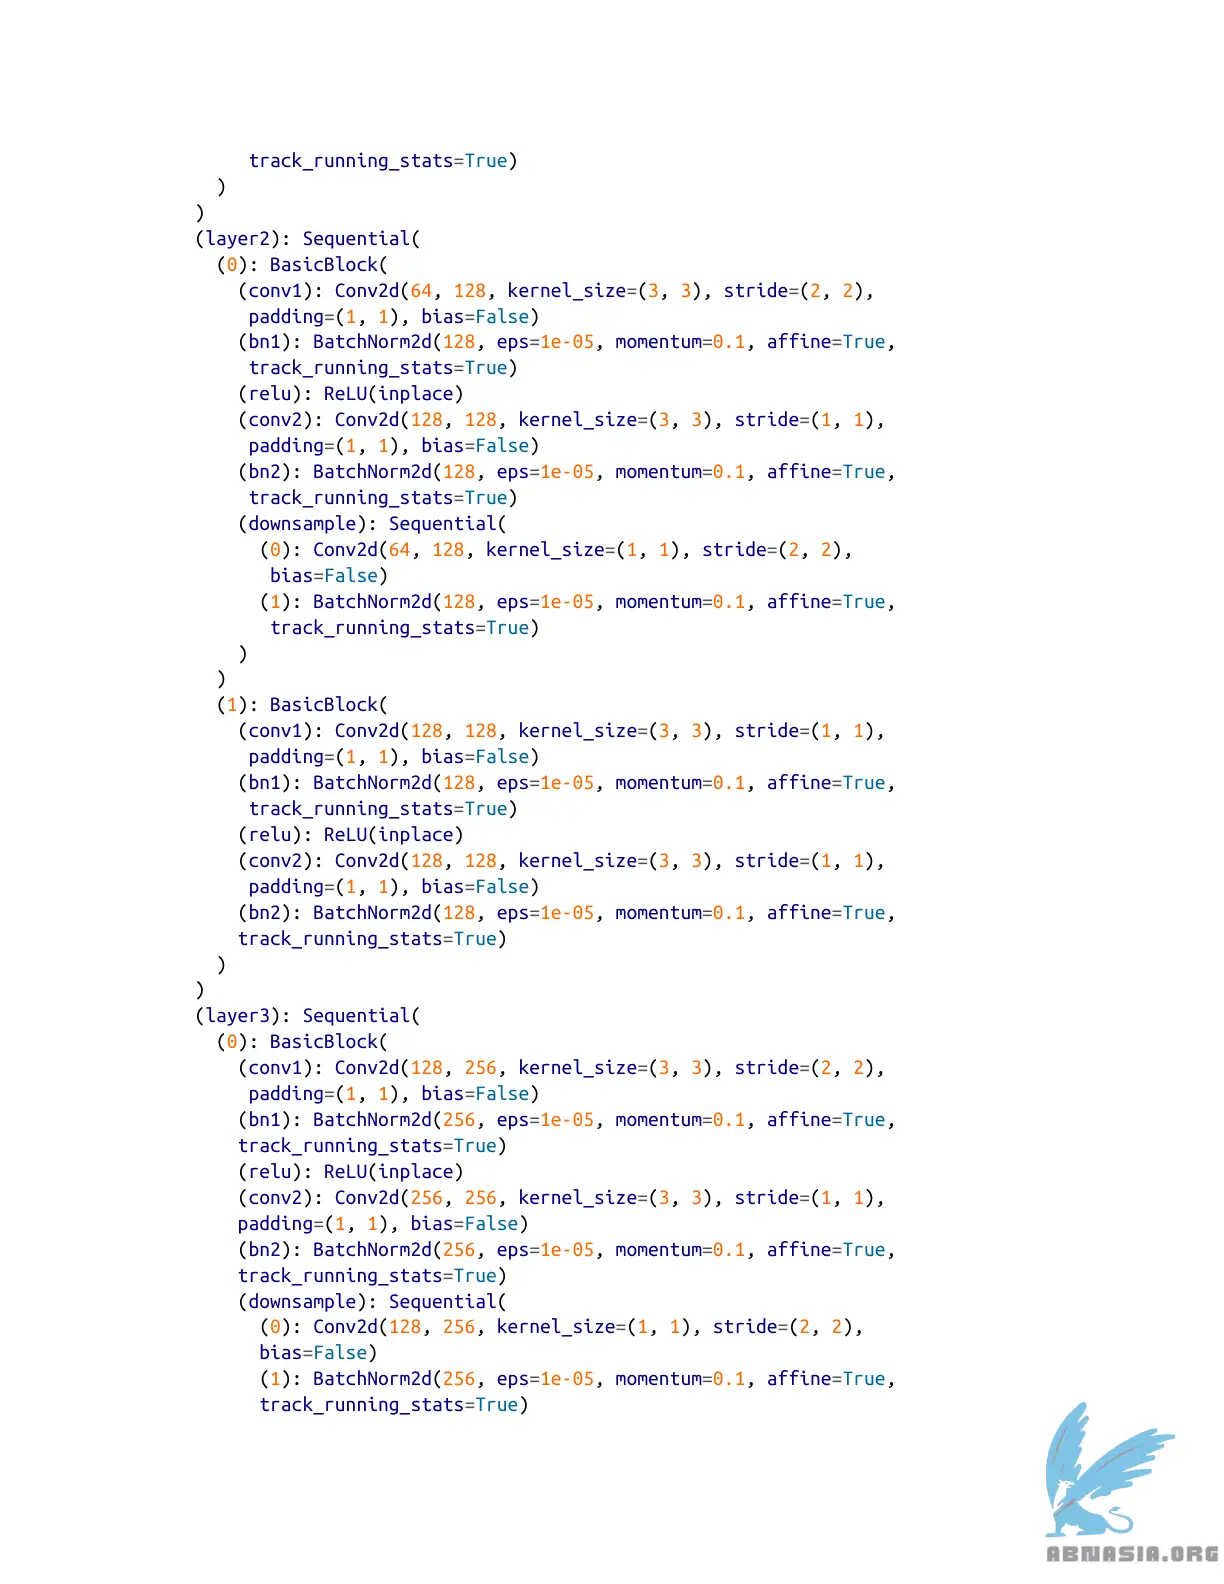 track_running_stats=True)
)
)
(layer2): Sequential(
(0): BasicBlock(
(conv1): Conv2d(64, 128, kernel_size=(3, 3), stride=(2, 2),
padding=(1, 1), bias=False)
(bn1): BatchNorm2d(128, eps=1e-05, momentum=0.1, affine=True,
track_running_stats=True)
(relu): ReLU(inplace)
(conv2): Conv2d(128, 128, kernel_size=(3, 3), stride=(1, 1),
padding=(1, 1), bias=False)
(bn2): BatchNorm2d(128, eps=1e-05, momentum=0.1, affine=True,
track_running_stats=True)
(downsample): Sequential(
(0): Conv2d(64, 128, kernel_size=(1, 1), stride=(2, 2),
bias=False)
(1): BatchNorm2d(128, eps=1e-05, momentum=0.1, affine=True,
track_running_stats=True)
)
)
(1): BasicBlock(
(conv1): Conv2d(128, 128, kernel_size=(3, 3), stride=(1, 1),
padding=(1, 1), bias=False)
(bn1): BatchNorm2d(128, eps=1e-05, momentum=0.1, affine=True,
track_running_stats=True)
(relu): ReLU(inplace)
(conv2): Conv2d(128, 128, kernel_size=(3, 3), stride=(1, 1),
padding=(1, 1), bias=False)
(bn2): BatchNorm2d(128, eps=1e-05, momentum=0.1, affine=True,
track_running_stats=True)
)
)
(layer3): Sequential(
(0): BasicBlock(
(conv1): Conv2d(128, 256, kernel_size=(3, 3), stride=(2, 2),
padding=(1, 1), bias=False)
(bn1): BatchNorm2d(256, eps=1e-05, momentum=0.1, affine=True,
track_running_stats=True)
(relu): ReLU(inplace)
(conv2): Conv2d(256, 256, kernel_size=(3, 3), stride=(1, 1),
padding=(1, 1), bias=False)
(bn2): BatchNorm2d(256, eps=1e-05, momentum=0.1, affine=True,
track_running_stats=True)
(downsample): Sequential(
(0): Conv2d(128, 256, kernel_size=(1, 1), stride=(2, 2),
bias=False)
(1): BatchNorm2d(256, eps=1e-05, momentum=0.1, affine=True,
track_running_stats=True)
ABNASIA.ORG